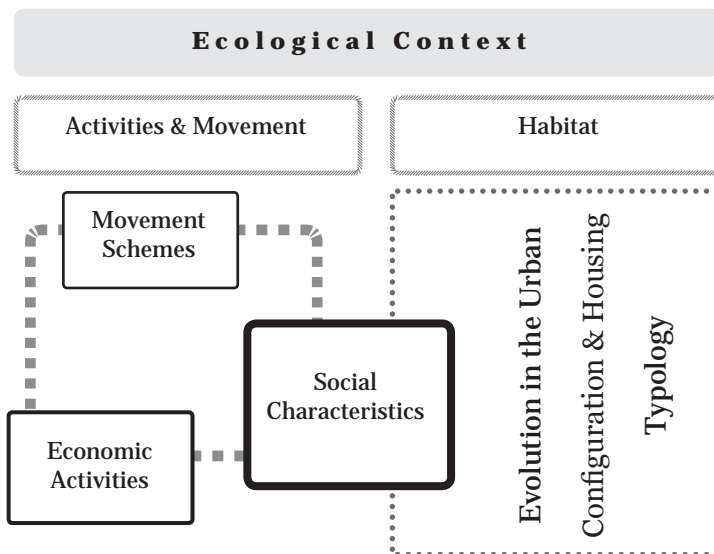 Ecological Context
Activities & Movement
Habitat
Movement
Schemes
Social
Characteristics
Economic
Activities
Evolution in the Urban
Configuration & Housing
Typology